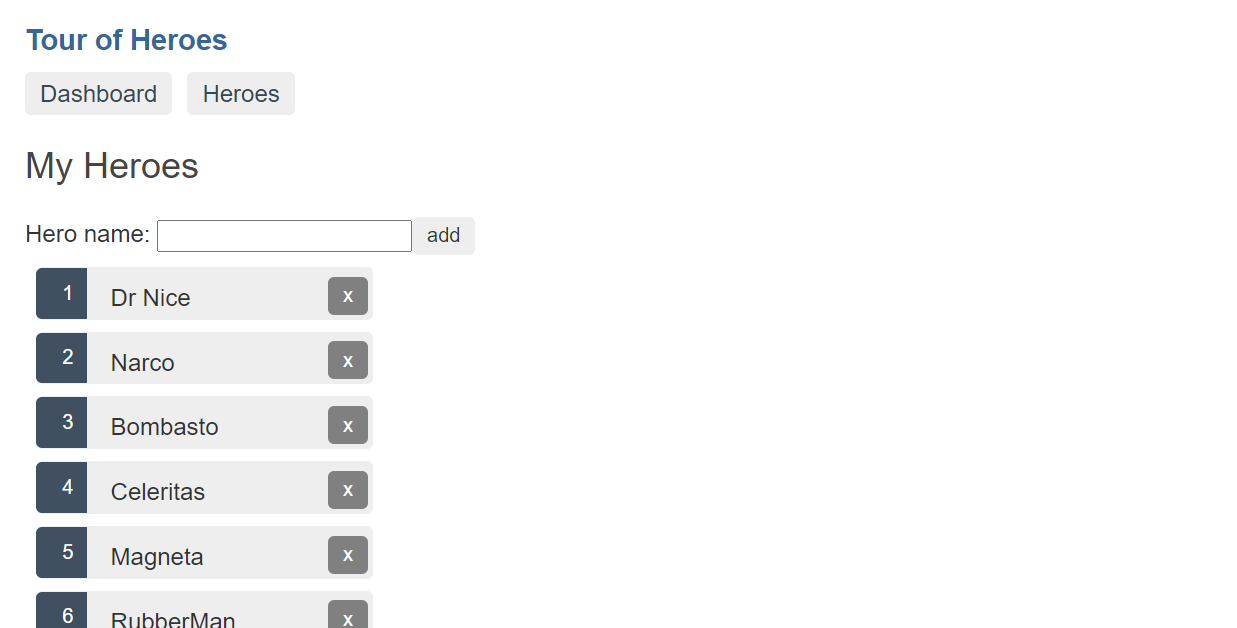 Tour of Heroes
Dashboard Heroes
My Heroes
Hero name: add
1 Dr Nice x
2 Narco x
3 Bombasto x
4 Celeritas x
5 Magneta x
6 RubberMan x